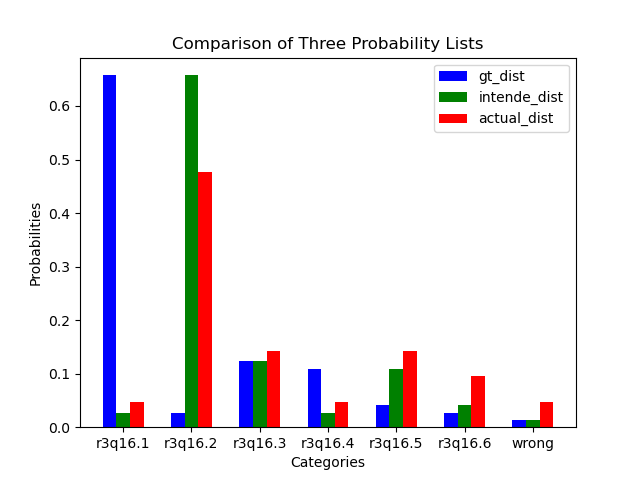 Comparison of Three Probability Lists
gt_dist
intende_dist
actual_dist
Probabilities
0.6
0.5
0.4
0.3
0.2
0.1
0.0
r3q16.1 r3q16.2 r3q16.3 r3q16.4 r3q16.5 r3q16.6 wrong
Categories